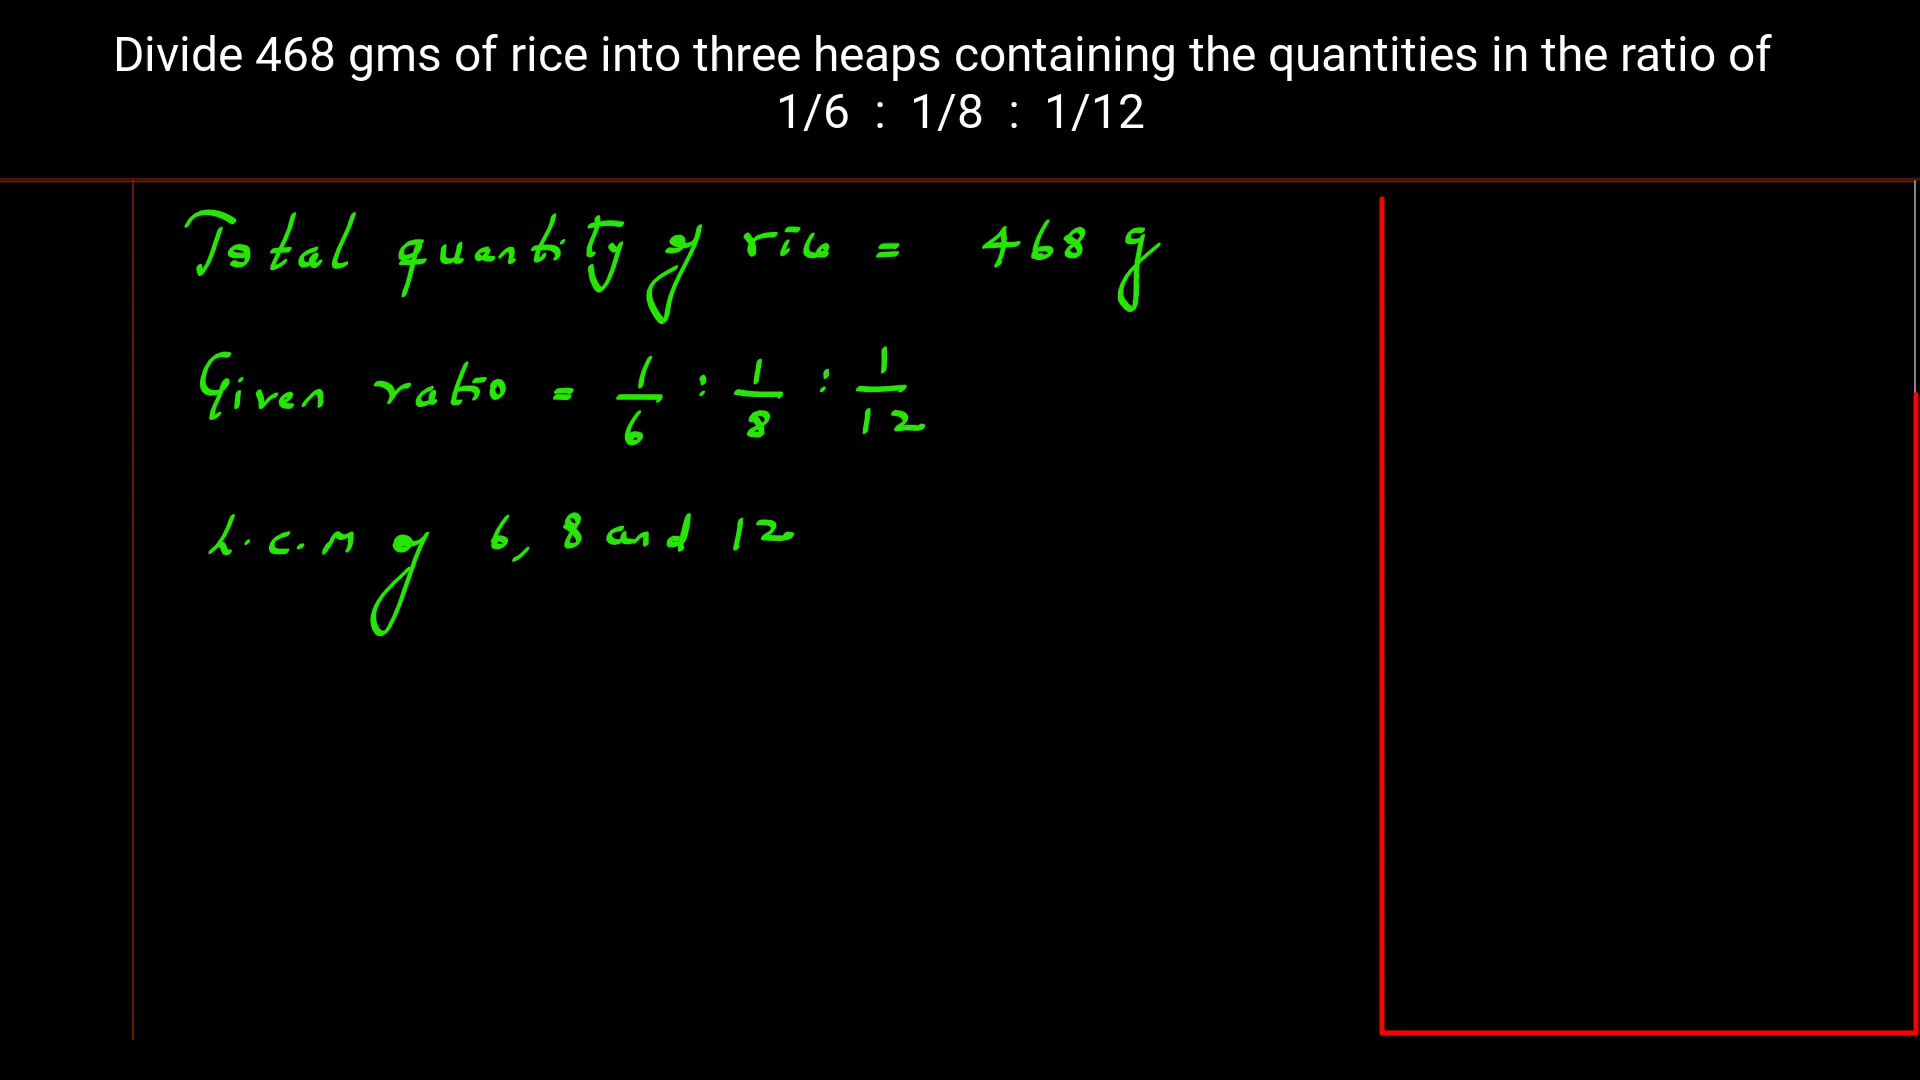 Divide 468 gms of rice into three heaps containing the quantities in the ratio of
1/6 : 1/8 : 1/12
Total quantity of rice = 468 g
Given ratio = 1/6 : 1/8 : 1/12
L.C.M of 6, 8 and 12